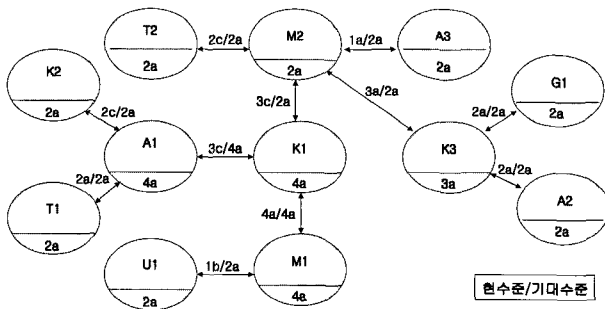 T2
2a
2c/2a
M2
2a
1a/2a
A3
2a
K2
2a
2c/2a
3c/2a
3a/2a
G1
2a
2a/2a
A1
4a
3c/4a
K1
4a
K3
3a
2a/2a
T1
2a
2a/2a
A2
2a
4a/4a
U1
2a
1b/2a
M1
4a
현수준/기대수준